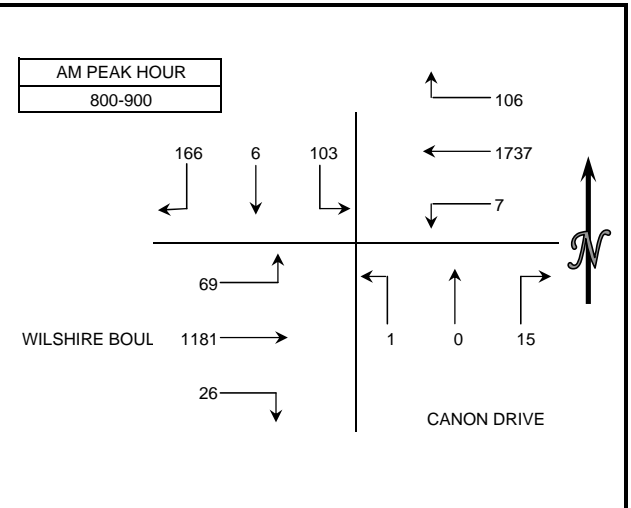 AM PEAK HOUR
800-900
106
166 6 103
1737
7
69
WILSHIRE BOUL 1181
1 0 15
26
CANON DRIVE
N